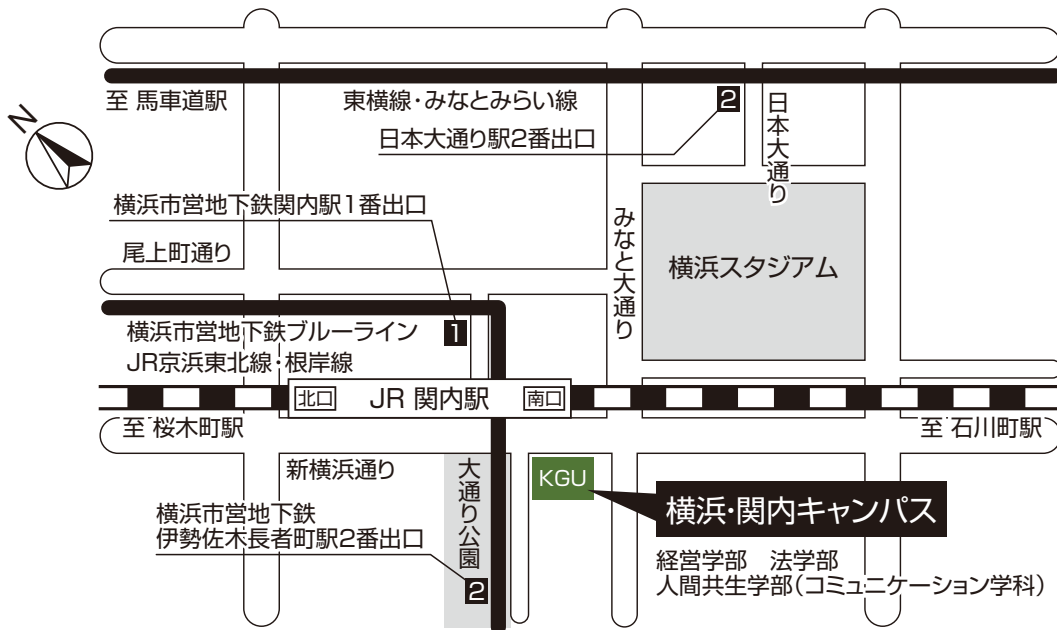 至 馬車道駅
東横線・みなとみらい線
2
日本大通り駅2番出口
日本大通り
N
横浜市営地下鉄関内駅1番出口
尾上町通り
みなと大通り
横浜スタジアム
横浜市営地下鉄ブルーライン
1
JR京浜東北線・根岸線
北口
JR 関内駅
南口
至 桜木町駅
至 石川町駅
新横浜通り
大通り公園
KGU
横浜・関内キャンパス
横浜市営地下鉄
伊勢佐木長者町駅2番出口
2
経営学部　法学部
人間共生学部(コミュニケーション学科)